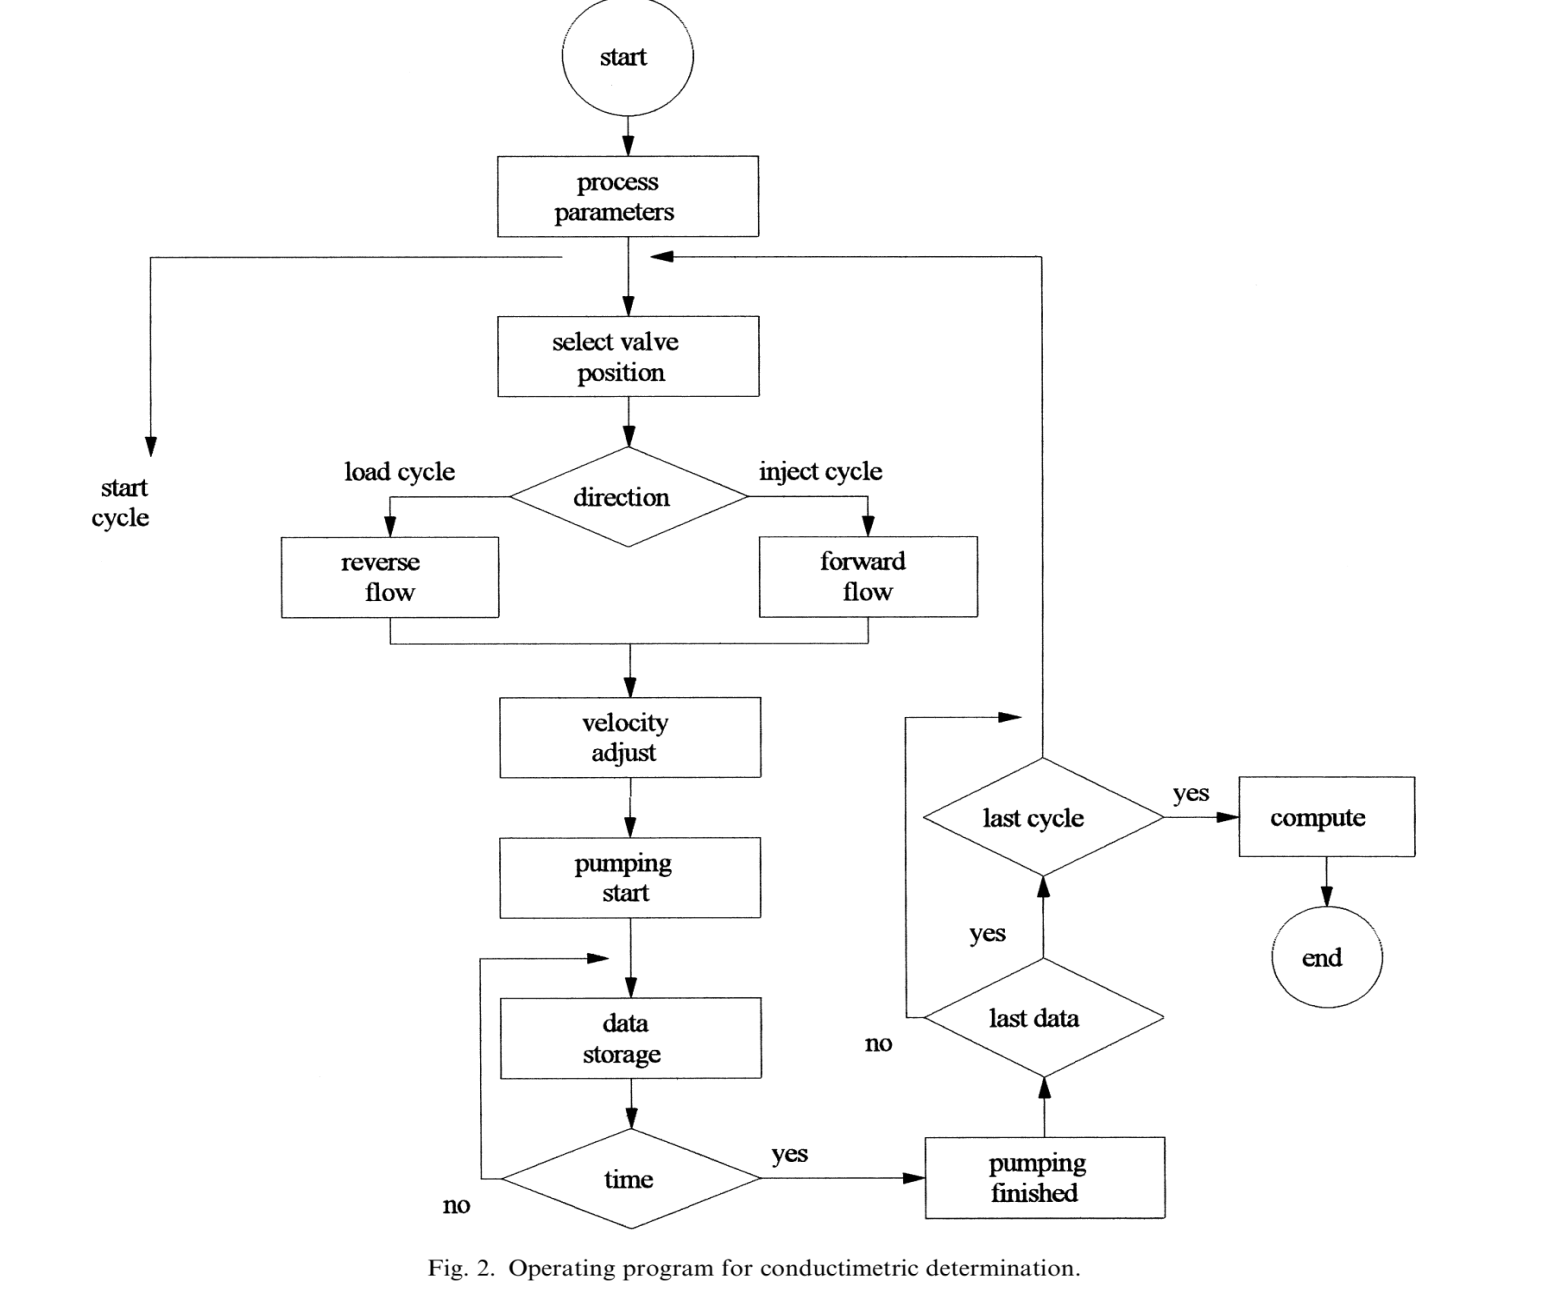 start
process
parameters
select valve
position
load cycle
inject cycle
direction
start
cycle
reverse
flow
forward
flow
velocity
adjust
pumping
start
data
storage
time
no
yes
pumping
finished
last data
no
yes
last cycle
yes
compute
end
Fig. 2. Operating program for conductimetric determination.